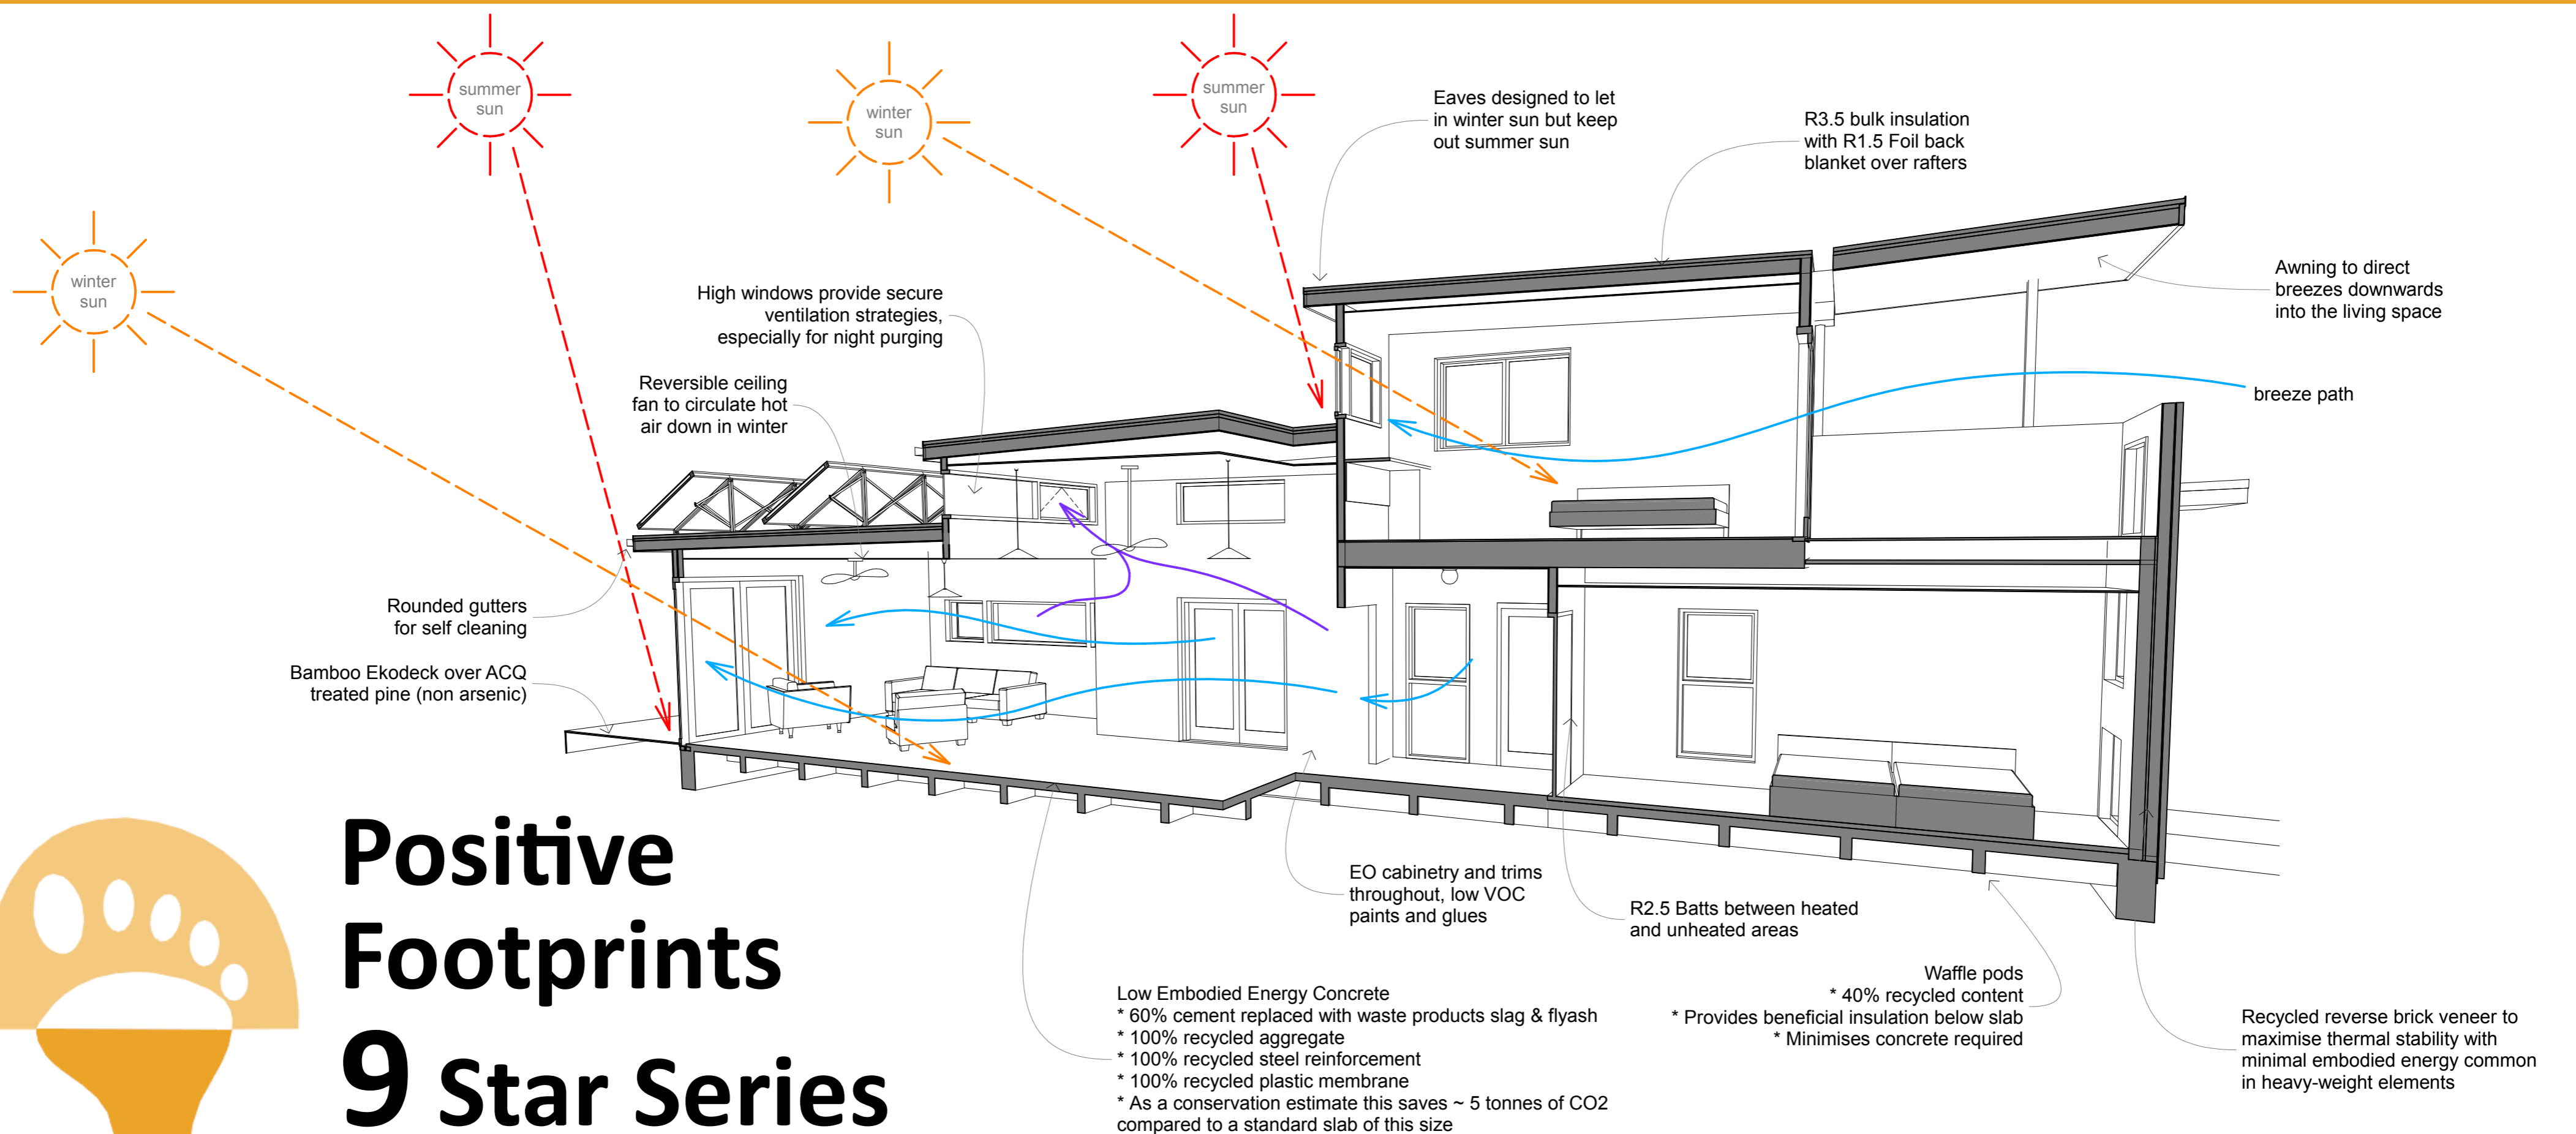 summer
sun
winter
sun
summer
sun
winter
sun
Eaves designed to let
in winter sun but keep
out summer sun
R3.5 bulk insulation
with R1.5 Foil back
blanket over rafters
Awning to direct
breezes downwards
into the living space
breeze path
High windows provide secure
ventilation strategies,
especially for night purging
Reversible ceiling
fan to circulate hot
air down in winter
Rounded gutters
for self cleaning
Bamboo Ekodeck over ACQ
treated pine (non arsenic)
Positive
Footprints
9 Star Series
EO cabinetry and trims
throughout, low VOC
paints and glues
R2.5 Batts between heated
and unheated areas
Low Embodied Energy Concrete
* 60% cement replaced with waste products slag & flyash
* 100% recycled aggregate
* 100% recycled steel reinforcement
* 100% recycled plastic membrane
* As a conservation estimate this saves ~ 5 tonnes of CO2
compared to a standard slab of this size
Waffle pods
* 40% recycled content
* Provides beneficial insulation below slab
* Minimises concrete required
Recycled reverse brick veneer to
maximise thermal stability with
minimal embodied energy common
in heavy-weight elements